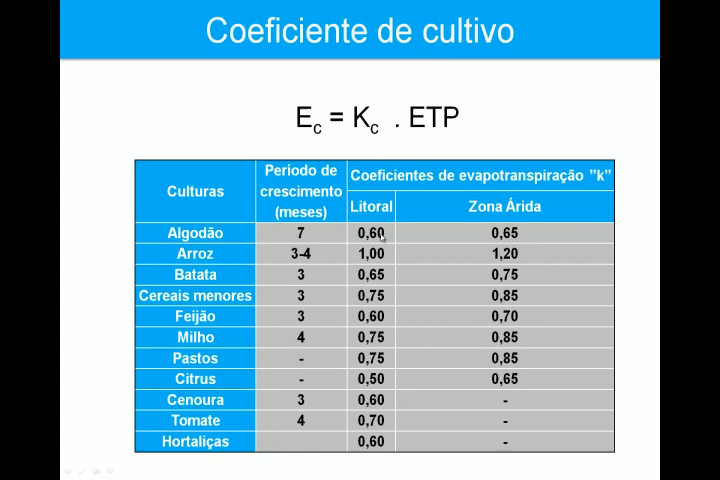 Coeficiente de cultivo
Ec = Kc . ETP
Culturas Período de crescimento (meses) Coeficientes de evapotranspiração ”k”
Litoral Zona Árida
Algodão 7 0,60 0,65
Arroz 3-4 1,00 1,20
Batata 3 0,65 0,75
Cereais menores 3 0,75 0,85
Feijão 3 0,60 0,70
Milho 4 0,75 0,85
Pastos - 0,75 0,85
Citrus - 0,50 0,65
Cenoura 3 0,60 -
Tomate 4 0,70 -
Hortaliças 0,60 -